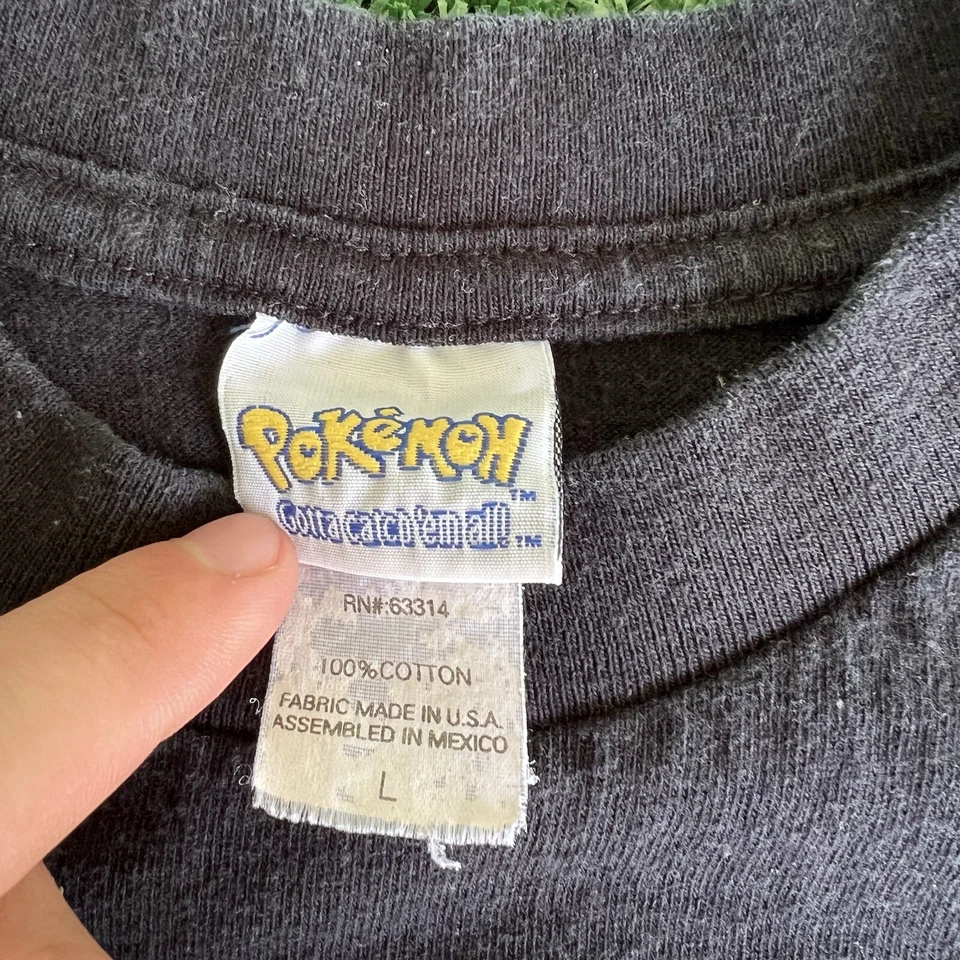 POKéMON
TM
Gotta catch 'em all!
TM
RN#:63314
100%COTTON
FABRIC MADE IN U.S.A.
ASSEMBLED IN MEXICO
L